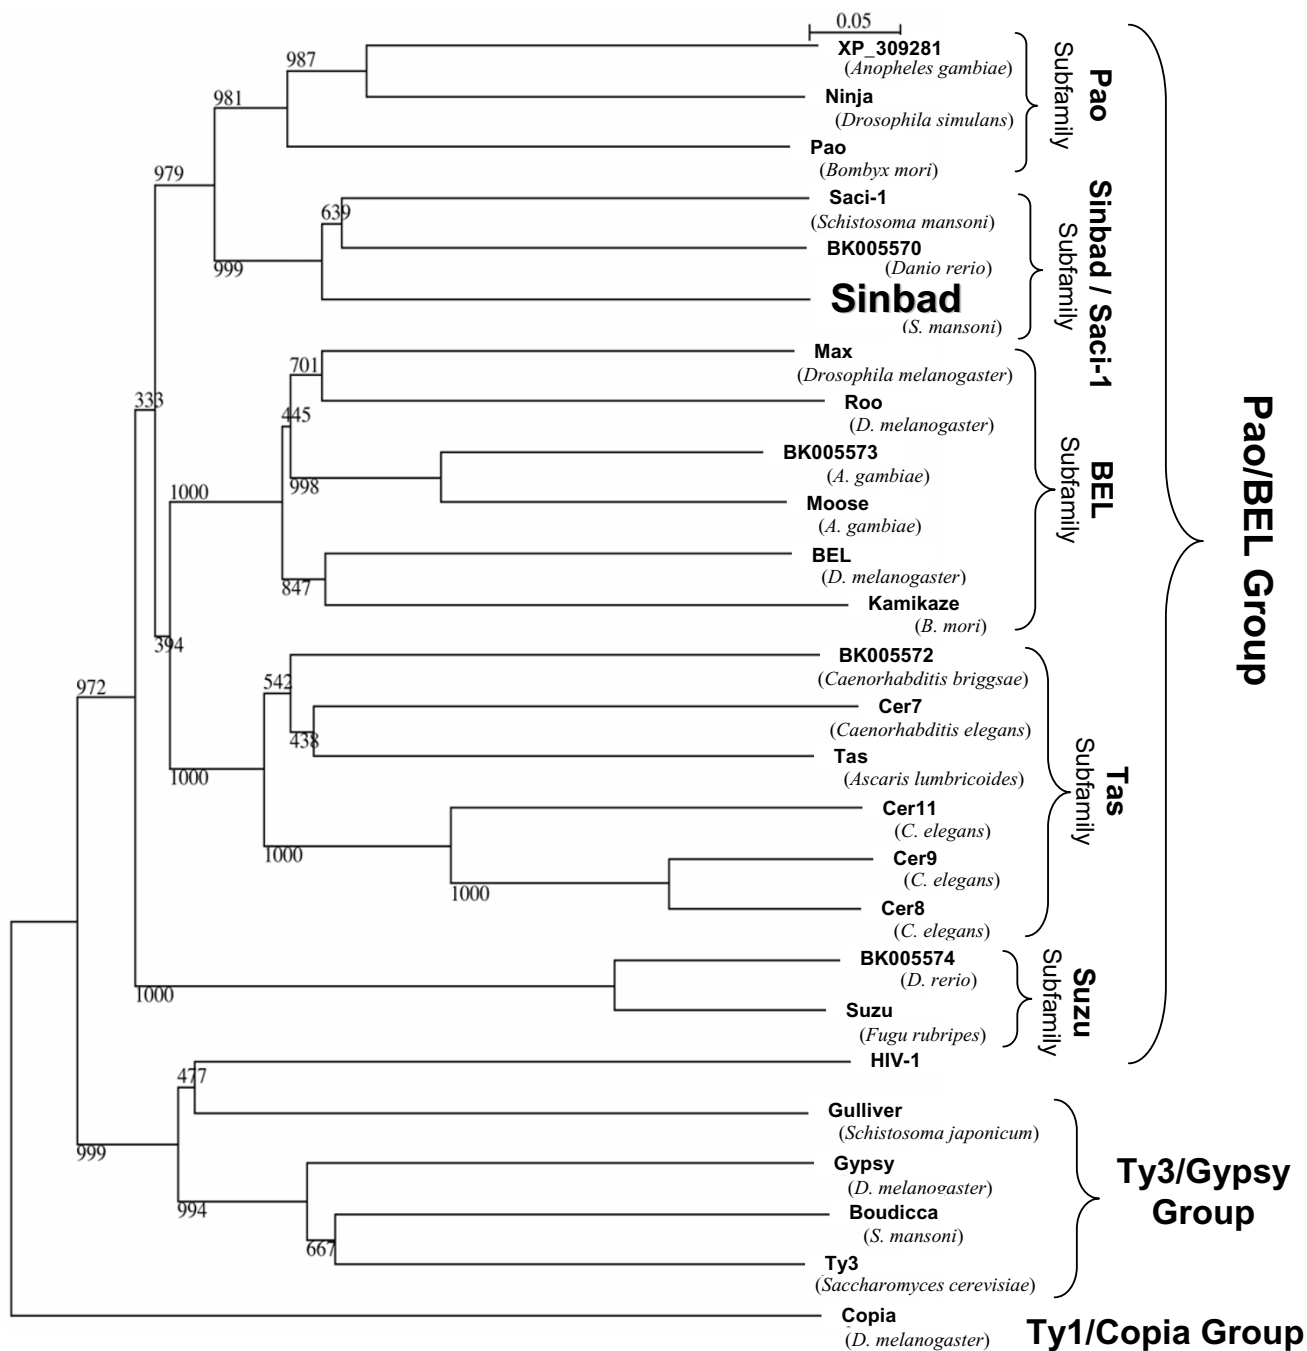 0.05
XP_309281
(Anopheles gambiae)
987
Ninja
(Drosophila simulans)
981
Pao
(Bombyx mori)
Pao
Subfamily
979
Saci-1
(Schistosoma mansoni)
639
BK005570
(Danio rerio)
999
Sinbad
(S. mansoni)
Sinbad / Saci-1
Subfamily
Max
(Drosophila melanogaster)
701
Roo
(D. melanogaster)
333
445
BK005573
(A. gambiae)
998
1000
Moose
(A. gambiae)
BEL
(D. melanogaster)
847
Kamikaze
(B. mori)
BEL
Subfamily
394
BK005572
(Caenorhabditis briggsae)
542
972
Cer7
(Caenorhabditis elegans)
438
Tas
(Ascaris lumbricoides)
1000
Cer11
(C. elegans)
1000
Cer9
(C. elegans)
1000
Cer8
(C. elegans)
Tas
Subfamily
BK005574
(D. rerio)
1000
Suzu
(Fugu rubripes)
Suzu
Subfamily
Pao/BEL Group
HIV-1
477
Gulliver
(Schistosoma japonicum)
999
Gypsy
(D. melanogaster)
994
Boudicca
(S. mansoni)
667
Ty3
(Saccharomyces cerevisiae)
Ty3/Gypsy
Group
Copia
(D. melanogaster)
Ty1/Copia Group